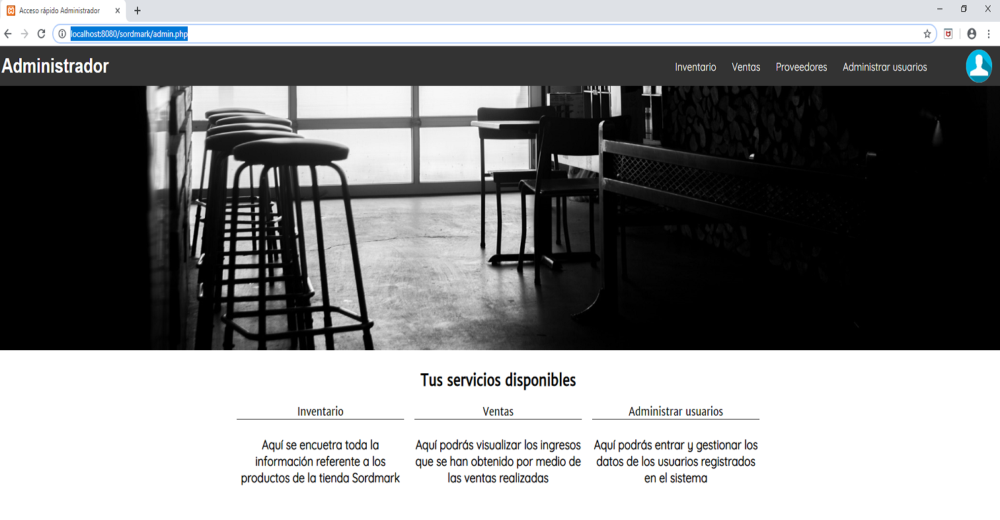 Acceso rápido Administrador
localhost:8080/sordmark/admin.php
Administrador
Inventario Ventas Proveedores Administrar usuarios
Tus servicios disponibles
Inventario Ventas Administrar usuarios
Aquí se encuetra toda la
información referente a los
productos de la tienda Sordmark
Aquí podrás visualizar los ingresos
que se han obtenido por medio de
las ventas realizadas
Aquí podrás entrar y gestionar los
datos de los usuarios registrados
en el sistema